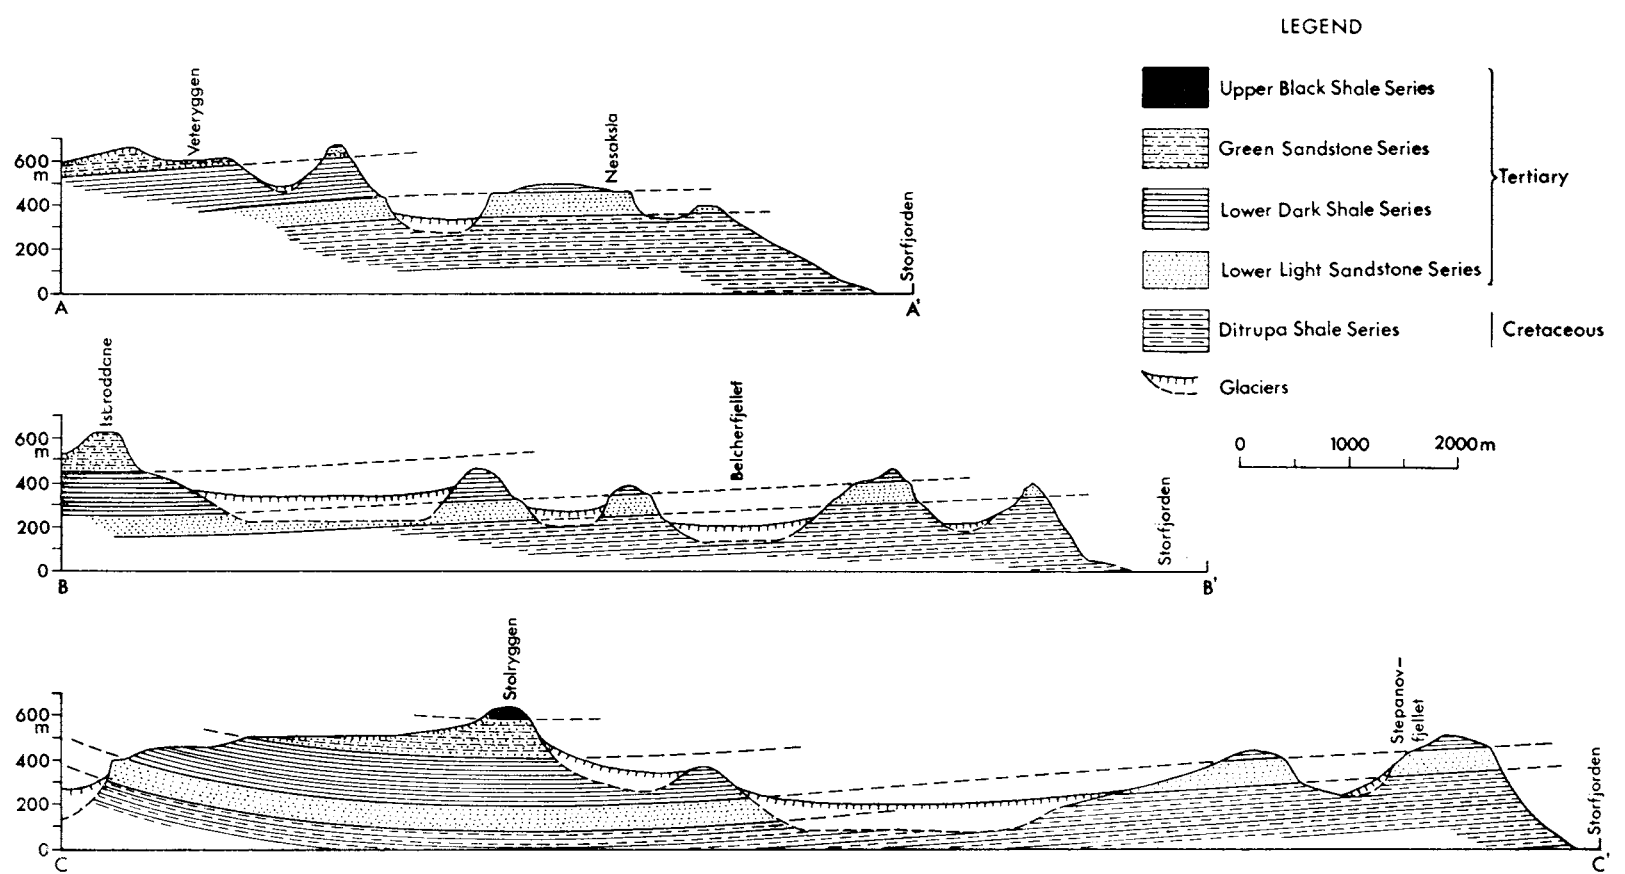 LEGEND
Upper Black Shale Series
Green Sandstone Series
Lower Dark Shale Series
Lower Light Sandstone Series
Tertiary
Ditrupa Shale Series
Cretaceous
Glaciers
0 1000 2000m
Veteryggen
Nesaksla
Storfjorden
600
m
400
200
0
A A'
Isbroddane
Belcherfjellet
Storfjorden
600
m
400
200
0
B B'
Stolryggen
Stepanov-
fjellet
Storfjorden
600
m
400
200
0
C C'